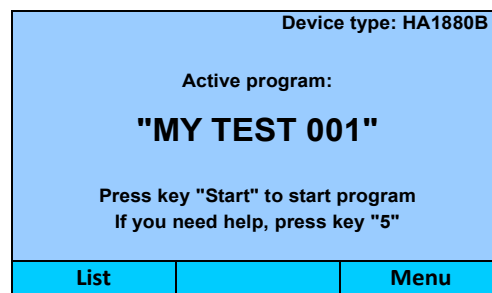 Device type: HA1880B
Active program:
"MY TEST 001"
Press key "Start" to start program
If you need help, press key "5"
List
Menu